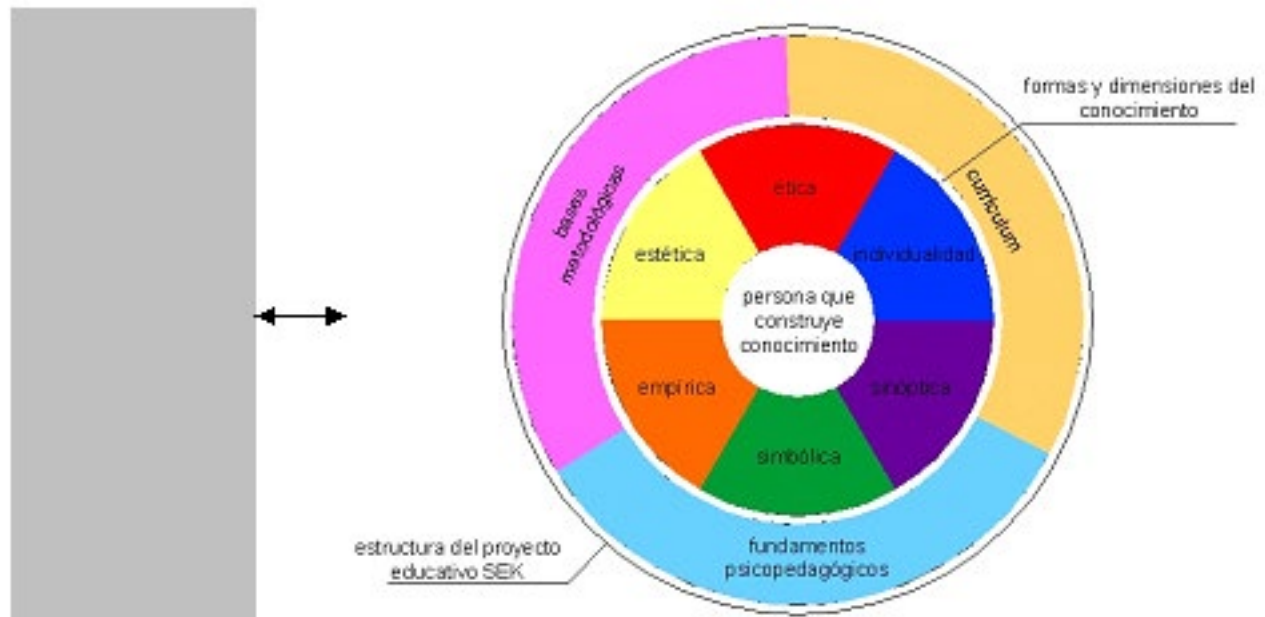 formas y dimensiones del
conocimiento
bases
metodológicas
curriculum
ética
estética
individualidad
persona que
construye
conocimiento
empírica
sinóptica
simbólica
estructura del proyecto
educativo SEK
fundamentos
psicopedagógicos